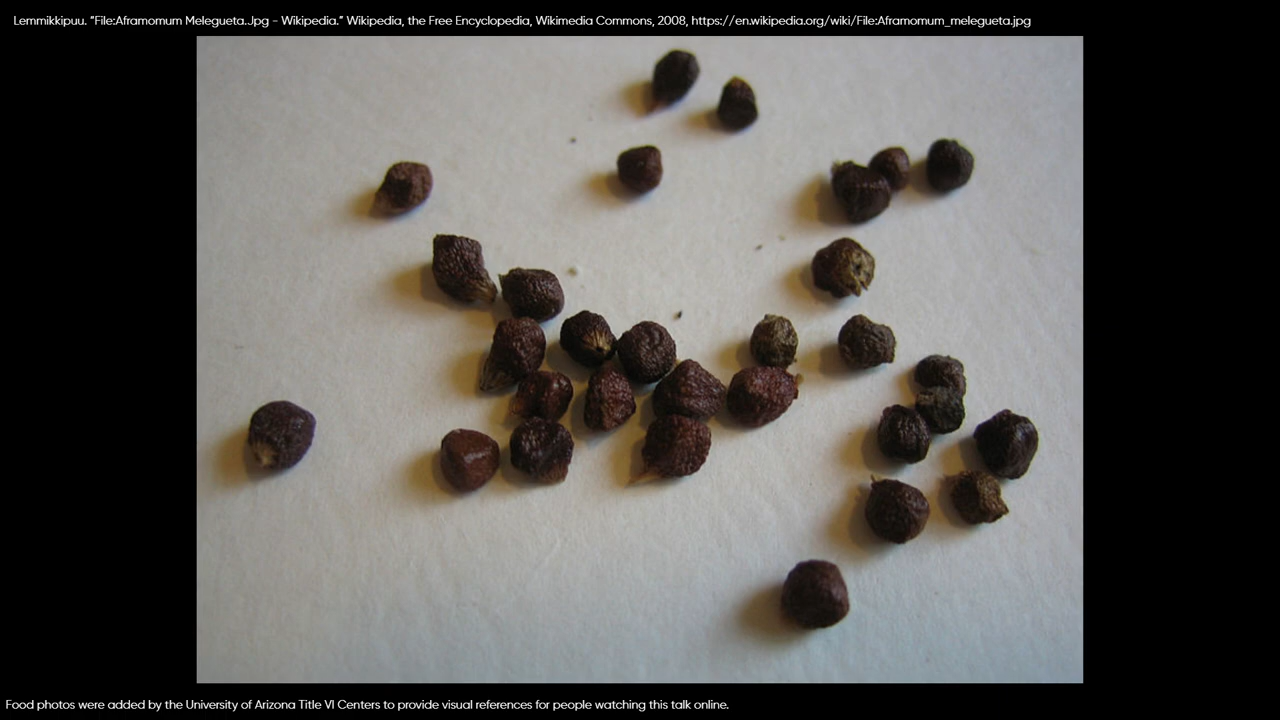 Lemmikkipuu. “File:Aframomum Melegueta.Jpg - Wikipedia.” Wikipedia, the Free Encyclopedia, Wikimedia Commons, 2008, https://en.wikipedia.org/wiki/File:Aframomum_melegueta.jpg
Food photos were added by the University of Arizona Title VI Centers to provide visual references for people watching this talk online.